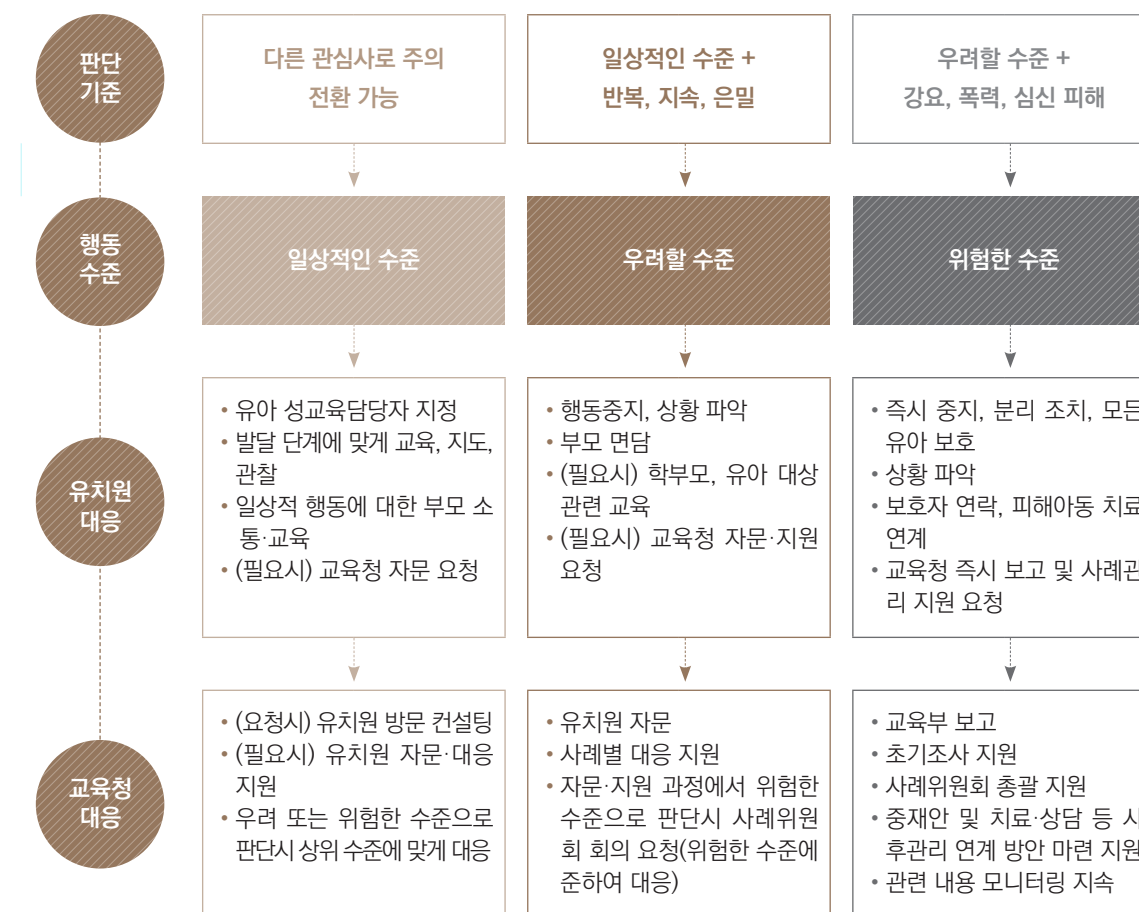 판단
기준
다른 관심사로 주의
전환 가능
일상적인 수준 +
반복, 지속, 은밀
우려할 수준 +
강요, 폭력, 심신 피해
행동
수준
일상적인 수준
우려할 수준
위험한 수준
유치원
대응
• 유아 성교육담당자 지정
• 발달 단계에 맞게 교육, 지도,
관찰
• 일상적 행동에 대한 부모 소
통·교육
• (필요시) 교육청 자문 요청
• 행동중지, 상황 파악
• 부모 면담
• (필요시) 학부모, 유아 대상
관련 교육
• (필요시) 교육청 자문·지원
요청
• 즉시 중지, 분리 조치, 모든
유아 보호
• 상황 파악
• 보호자 연락, 피해아동 치료
연계
• 교육청 즉시 보고 및 사례관
리 지원 요청
교육청
대응
• (요청시) 유치원 방문 컨설팅
• (필요시) 유치원 자문·대응
지원
• 우려 또는 위험한 수준으로
판단시 상위 수준에 맞게 대응
• 유치원 자문
• 사례별 대응 지원
• 자문·지원 과정에서 위험한
수준으로 판단시 사례위원
회 회의 요청(위험한 수준에
준하여 대응)
• 교육부 보고
• 초기조사 지원
• 사례위원회 총괄 지원
• 중재안 및 치료·상담 등 사
후관리 연계 방안 마련 지원
• 관련 내용 모니터링 지속